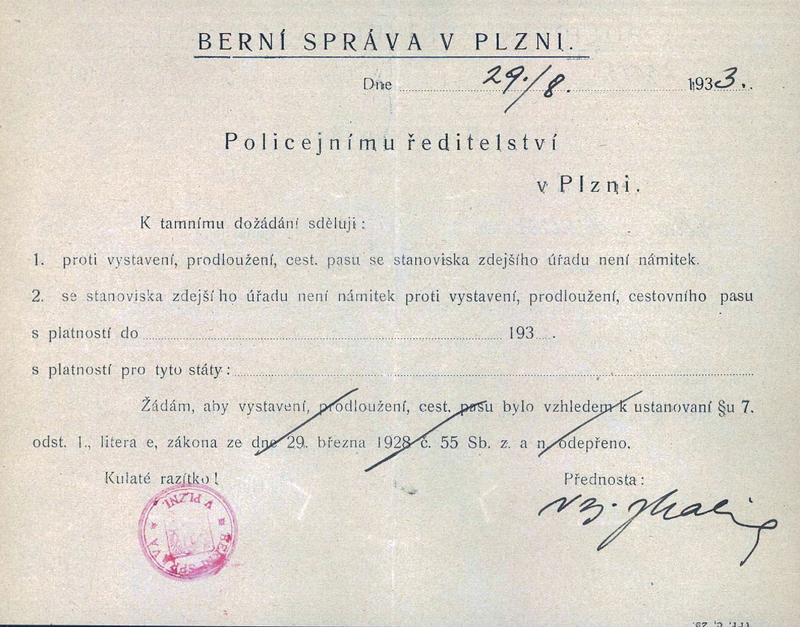 BERNÍ SPRÁVA V PLZNI.
Dne 29./8. 1933.
Policejnímu ředitelství
v Plzni.
K tamnímu dožádání sděluji:
1. proti vystavení, prodloužení, cest. pasu se stanoviska zdejšího úřadu není námitek.
2. se stanoviska zdejšího úřadu není námitek proti vystavení, prodloužení, cestovního pasu
s platností do 193 .
s platností pro tyto státy:
Žádám, aby vystavení, prodloužení, cest. pasu bylo vzhledem k ustanovaní §u 7.
odst. 1., litera e, zákona ze dne 29. března 1928 č. 55 Sb. z. a n. odepřeno.
Kulaté razítko! Přednosta:
BERNÍ SPRÁVA V PLZNI